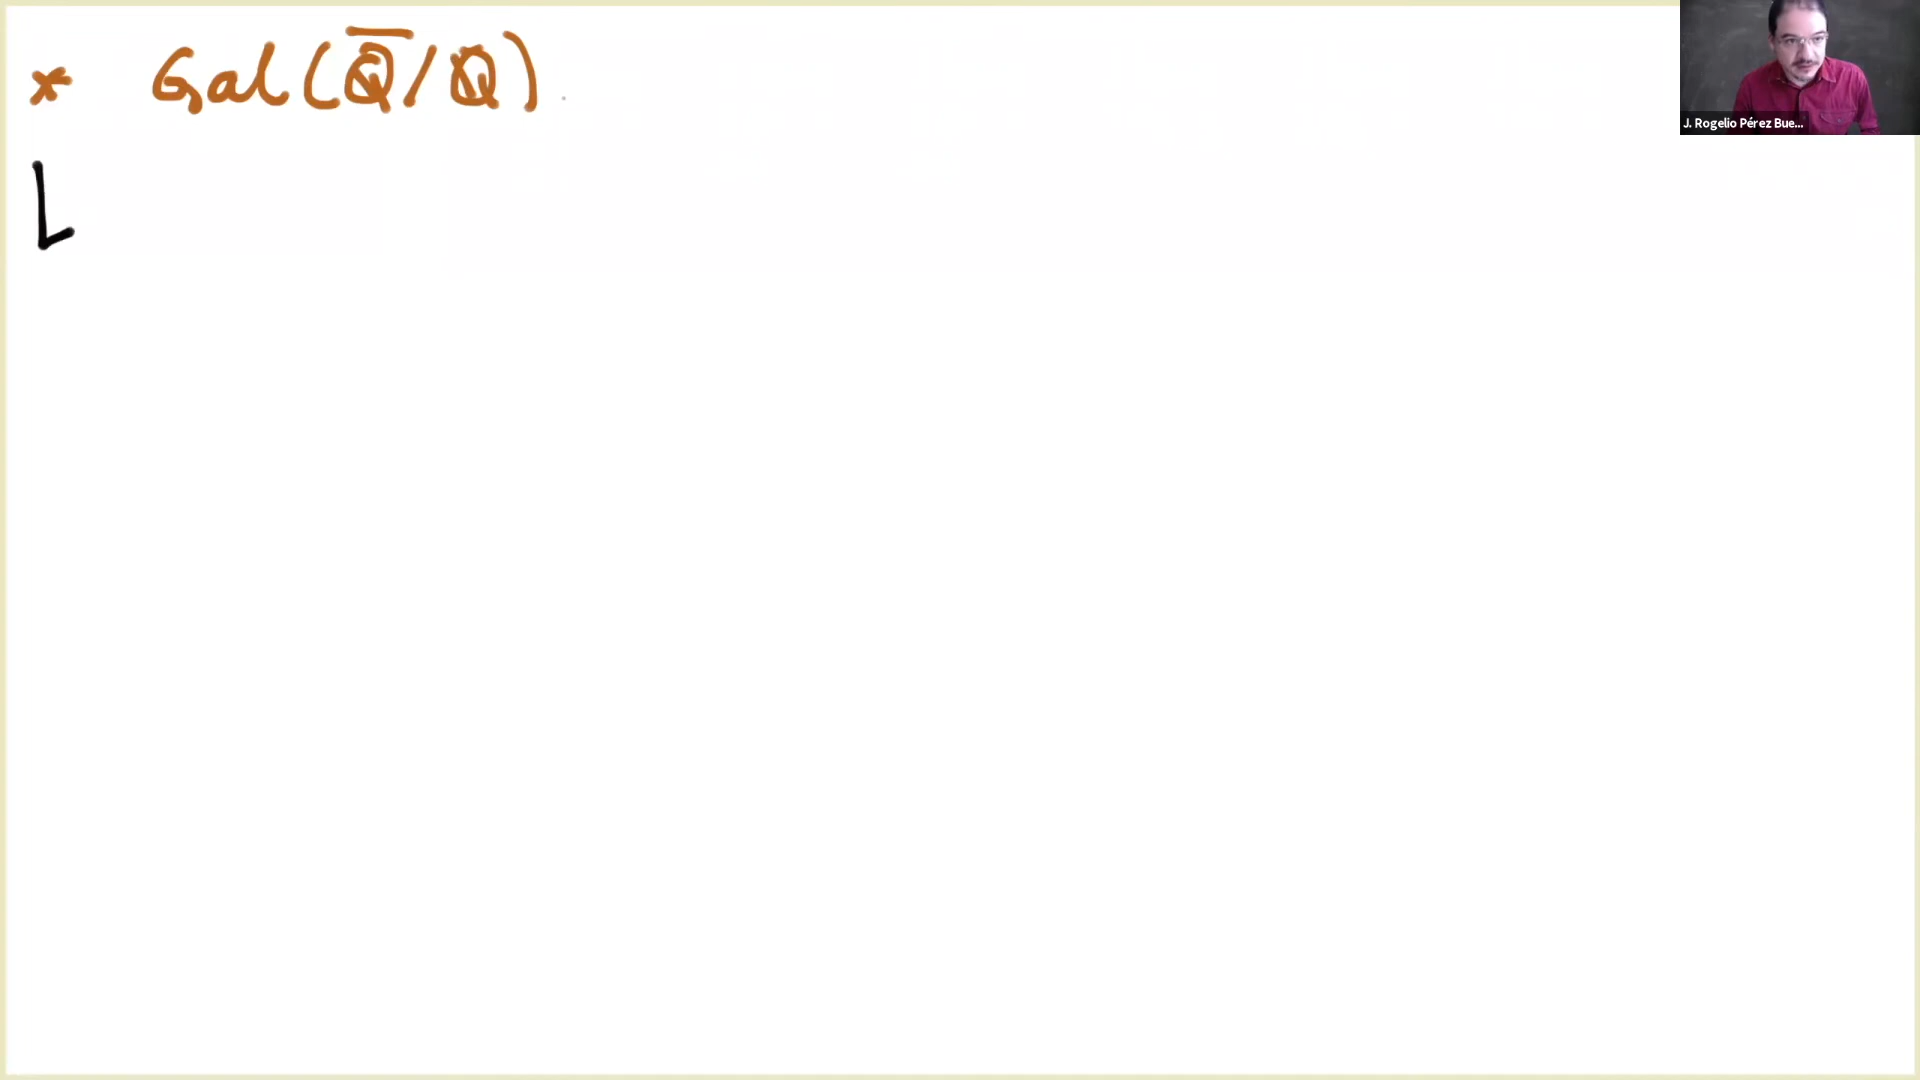 * Gal(Q̅/Q)
L
J. Rogelio Pérez Bue...